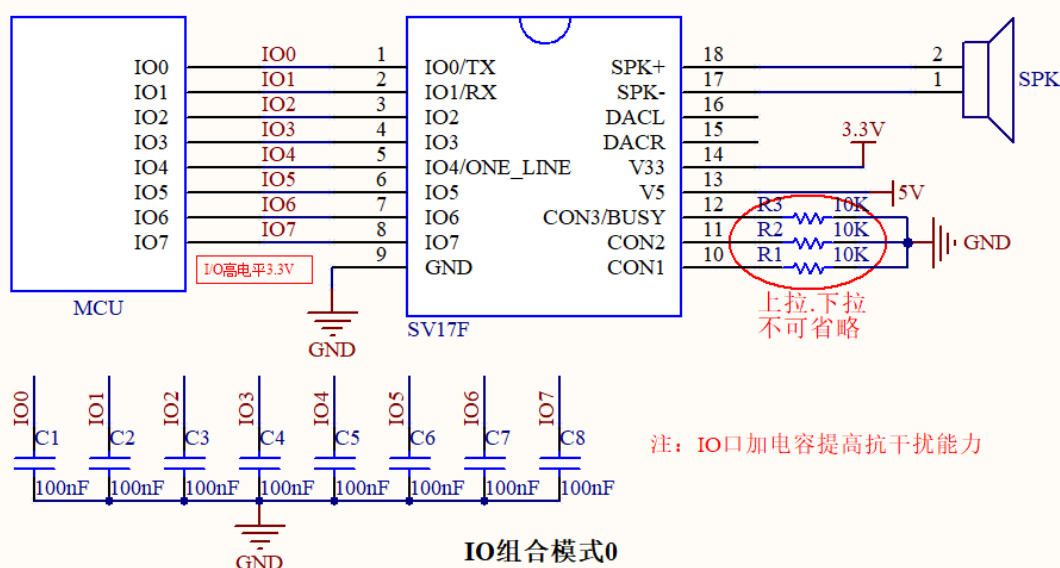 IO0 IO0 1 IO0/TX SPK+ 18 2
IO1 IO1 2 IO1/RX SPK- 17 1 SPK
IO2 IO2 3 IO2 DACL 16
IO3 IO3 4 IO3 DACR 15 3.3V
IO4 IO4 5 IO4/ONE_LINE V33 14
IO5 IO5 6 IO5 V5 13 5V
IO6 IO6 7 IO6 CON3/BUSY 12 R3 10K
IO7 IO7 8 IO7 CON2 11 R2 10K GND
9 GND CON1 10 R1 10K
I/O高电平3.3V
MCU
GND
SV17F
上拉.下拉
不可省略
IO0 IO1 IO2 IO3 IO4 IO5 IO6 IO7
C1 C2 C3 C4 C5 C6 C7 C8
100nF 100nF 100nF 100nF 100nF 100nF 100nF 100nF
注：IO口加电容提高抗干扰能力
GND
IO组合模式0